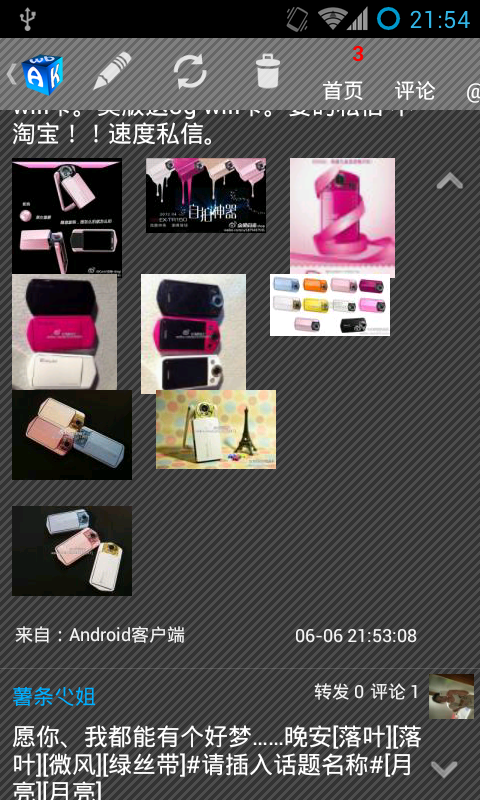 21:54
3
首页 评论 @
淘宝！！速度私信。
自拍神器
来自：Android客户端 06-06 21:53:08
薯条少姐 转发 0 评论 1
愿你、我都能有个好梦……晚安[落叶][落
叶][微风][绿丝带]#请插入话题名称#[月
亮][月亮]